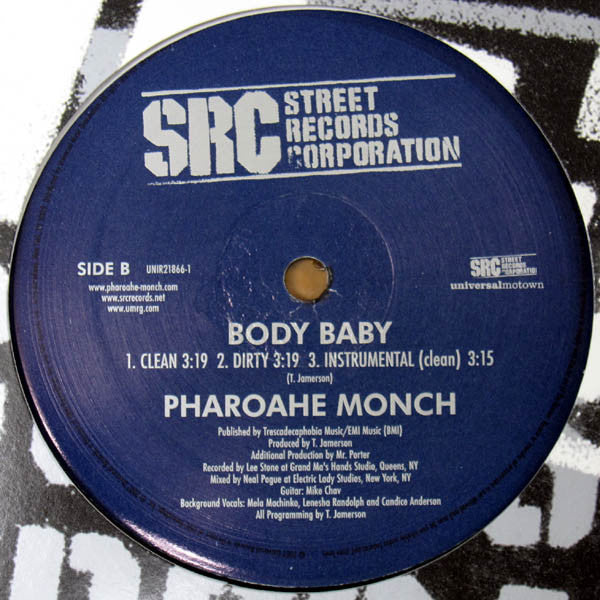 SRC STREET
RECORDS
CORPORATION
SIDE B UNIR21866-1
www.pharoahe-monch.com
www.srcrecords.net
www.umrg.com
SRC STREET
RECORDS
CORPORATION
universalmotown
BODY BABY
1. CLEAN 3:19 2. DIRTY 3:19 3. INSTRUMENTAL (clean) 3:15
(T. Jamerson)
PHAROAHE MONCH
Published by Trescadecaphobia Music/EMI Music (BMI)
Produced by T. Jamerson
Additional Production by Mr. Porter
Recorded by Lee Stone at Grand Ma's Hands Studio, Queens, NY
Mixed by Neal Pogue at Electric Lady Studios, New York, NY
Guitar: Mike Chav
Background Vocals: Mela Machinko, Lenesha Randolph and Candice Anderson
All Programming by T. Jamerson